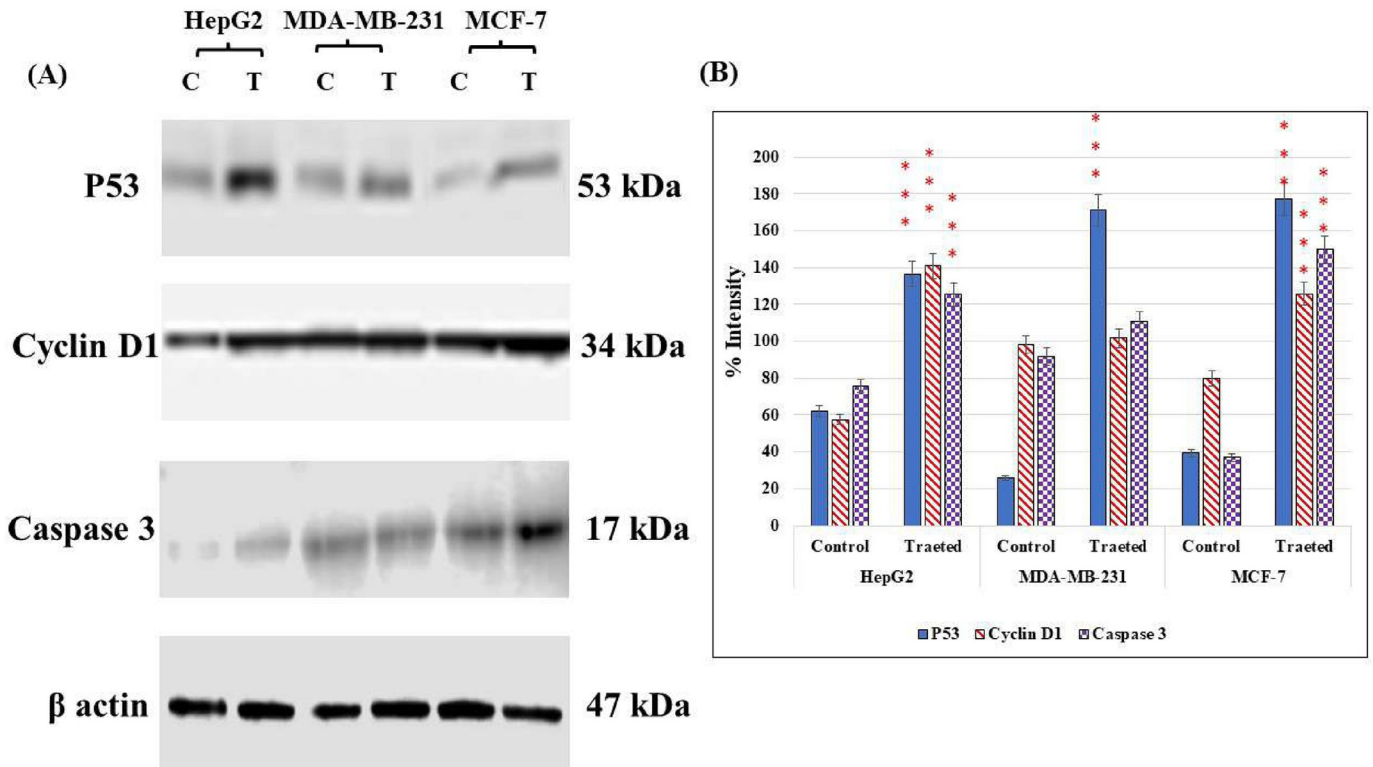 HepG2 MDA-MB-231 MCF-7
(A) C T C T C T
P53 53 kDa
Cyclin D1 34 kDa
Caspase 3 17 kDa
β actin 47 kDa
(B)
% Intensity
200
180
160
140
120
100
80
60
40
20
0
* * * * * * * * *
* * *
* * * * * * * * *
Control Traeted Control Traeted Control Traeted
HepG2 MDA-MB-231 MCF-7
P53 Cyclin D1 Caspase 3